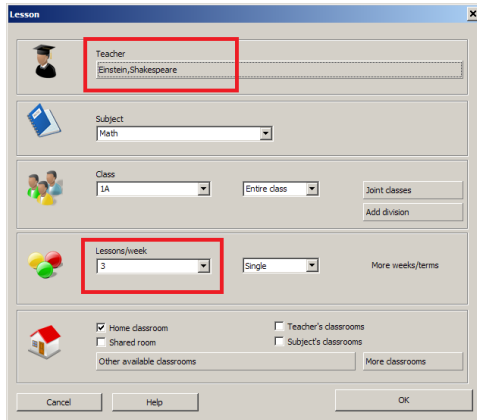 Lesson
Teacher
Einstein,Shakespeare
Subject
Math
Class
1A Entire class Joint classes
Add division
Lessons/week
3 Single More weeks/terms
Home classroom Teacher's classrooms
Shared room Subject's classrooms
Other available classrooms More classrooms
Cancel Help OK